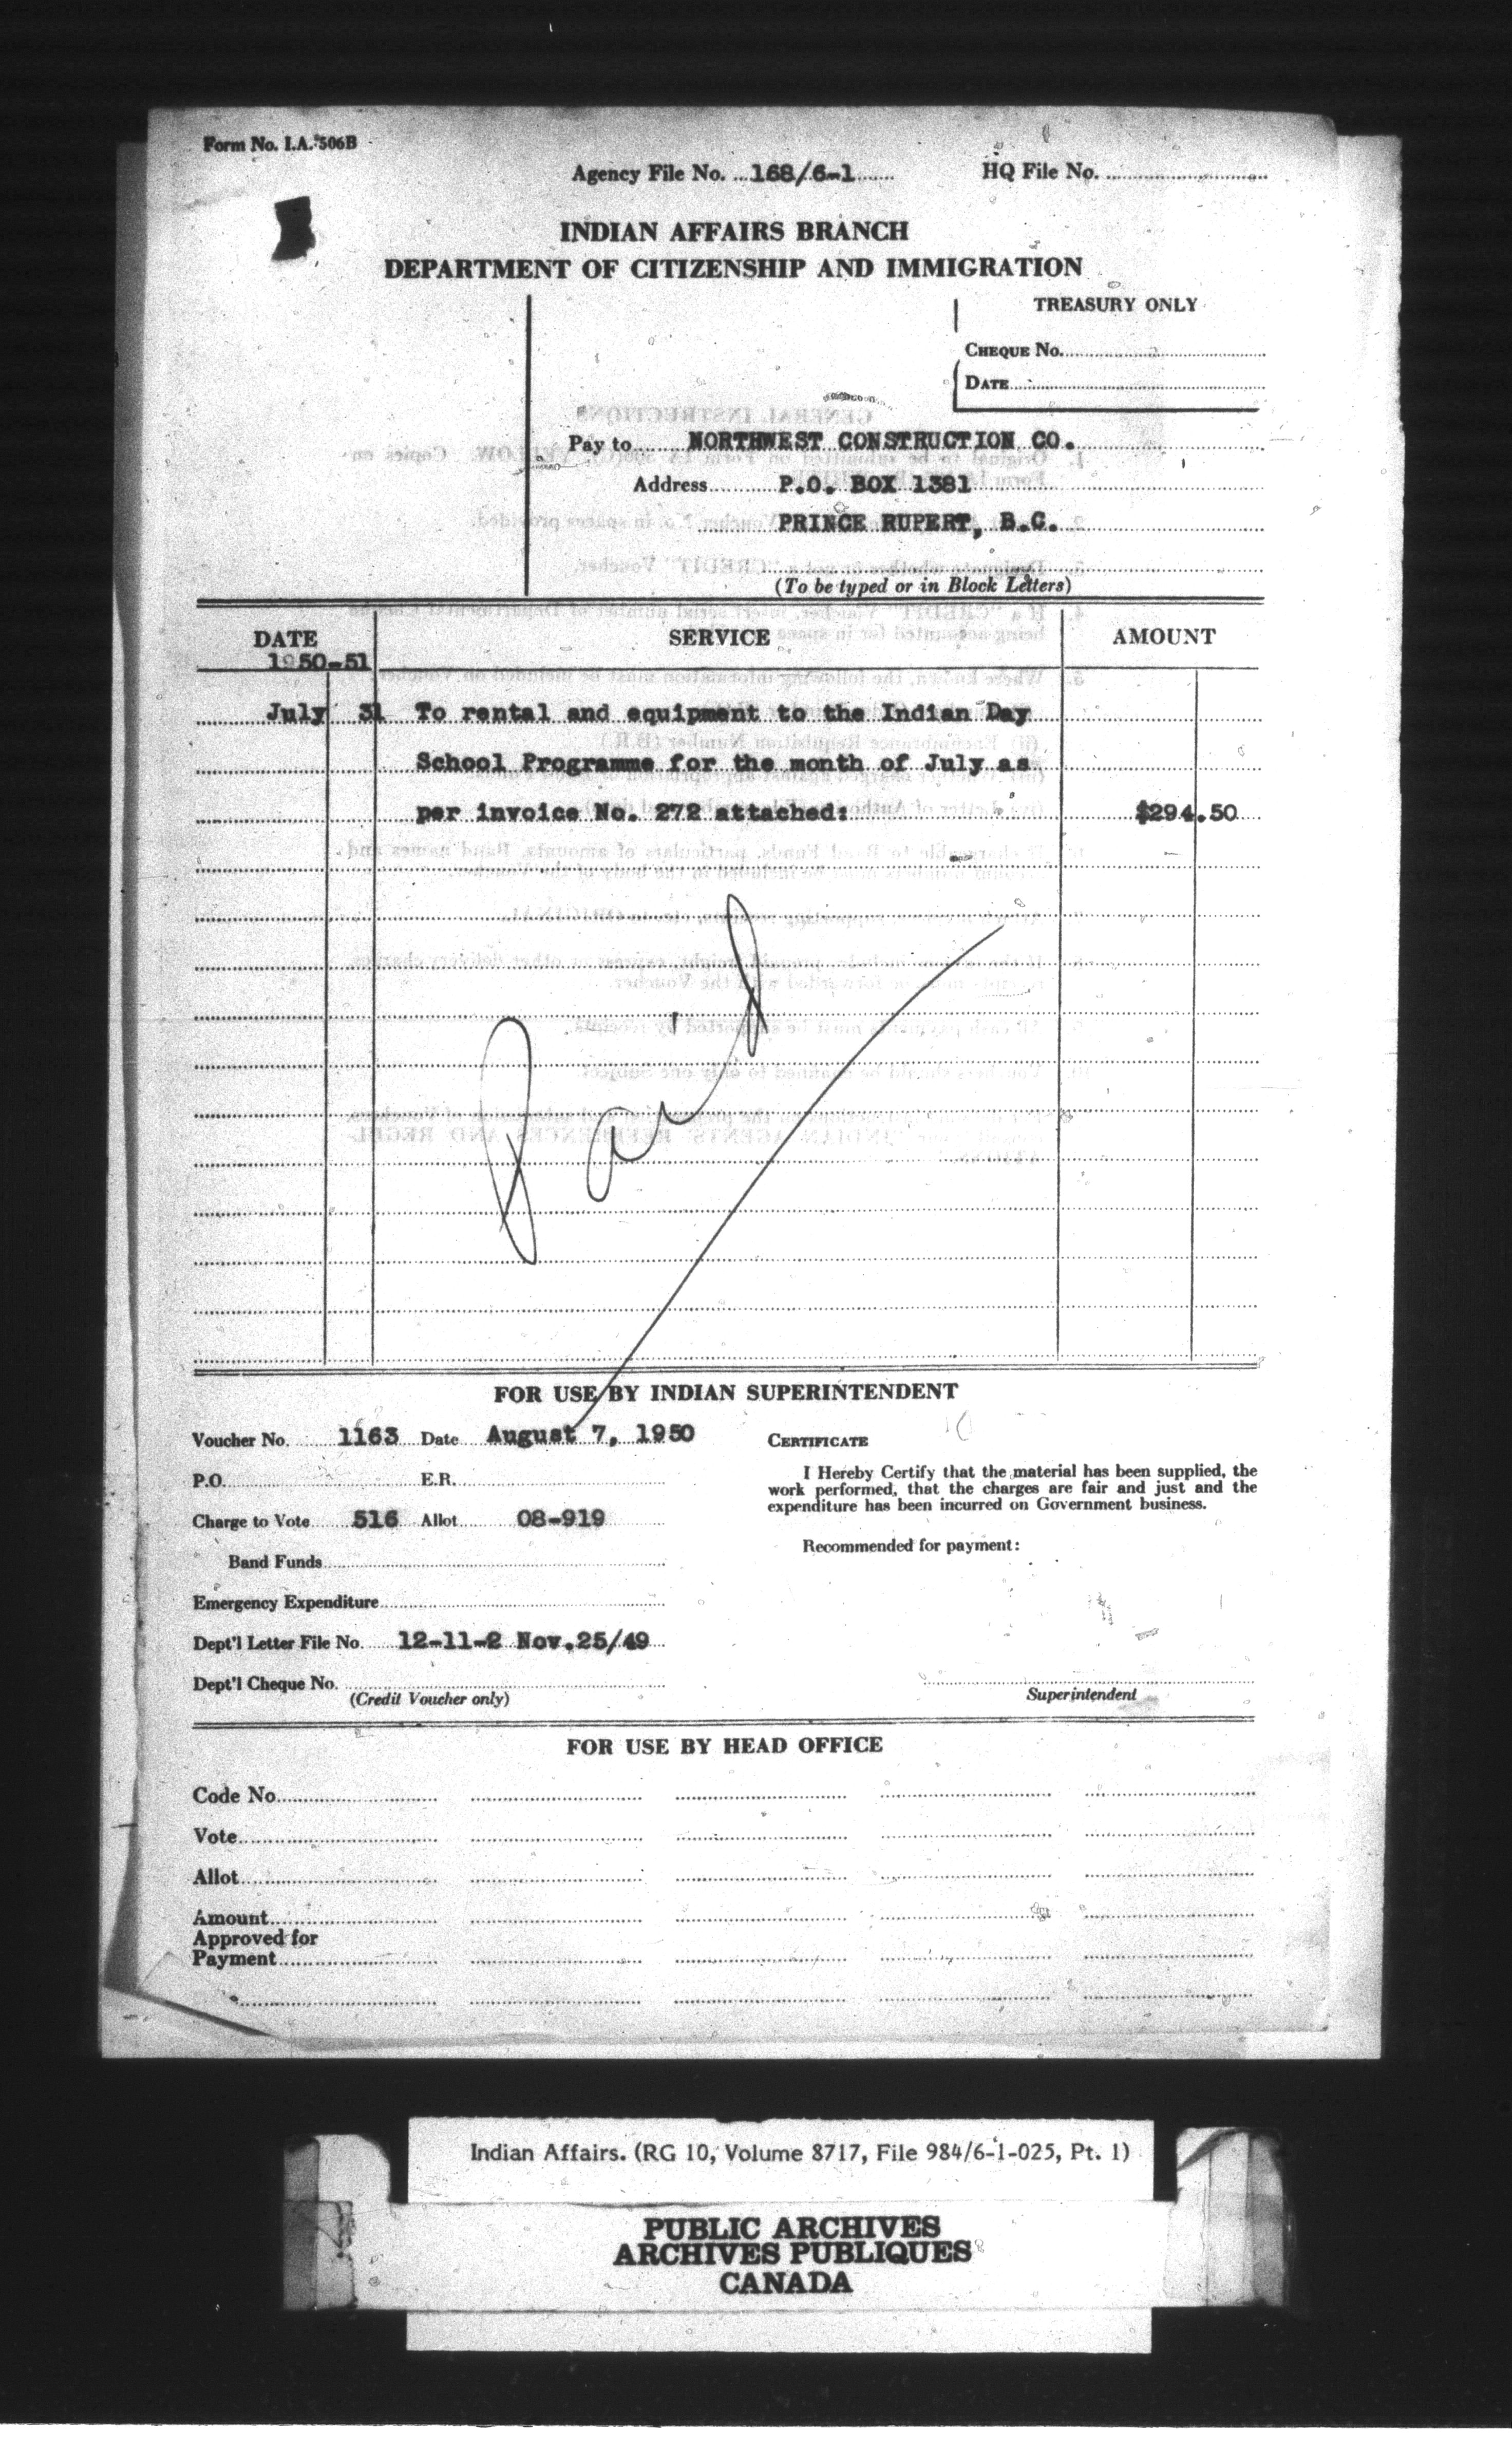 Form No. I.A. 506B
Agency File No. 168/6-1 HQ File No.
INDIAN AFFAIRS BRANCH
DEPARTMENT OF CITIZENSHIP AND IMMIGRATION
TREASURY ONLY
CHEQUE No.
DATE
Pay to NORTHWEST CONSTRUCTION CO.
Address P.O. BOX 1381
PRINCE RUPERT, B.C.
(To be typed or in Block Letters)
DATE SERVICE AMOUNT
1950-51
July 31 To rental and equipment to the Indian Day
School Programme for the month of July as
per invoice No. 272 attached: $294.50
Paid
FOR USE BY INDIAN SUPERINTENDENT
Voucher No. 1163 Date August 7, 1950 CERTIFICATE
I Hereby Certify that the material has been supplied, the
P.O. E.R. work performed, that the charges are fair and just and the
expenditure has been incurred on Government business.
Charge to Vote 516 Allot 08-919
Recommended for payment:
Band Funds
Emergency Expenditure
Dept'l Letter File No. 12-11-2 Nov.25/49
Dept'l Cheque No.
(Credit Voucher only) Superintendent
FOR USE BY HEAD OFFICE
Code No.
Vote
Allot
Amount
Approved for
Payment
Indian Affairs. (RG 10, Volume 8717, File 984/6-1-025, Pt. 1)
PUBLIC ARCHIVES
ARCHIVES PUBLIQUES
CANADA